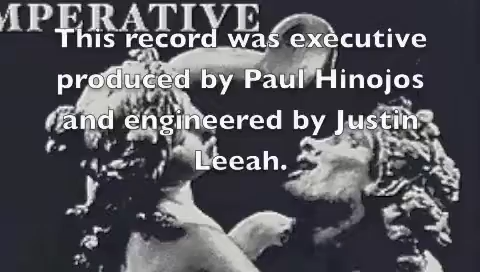 MPERATIVE
This record was executive
produced by Paul Hinojos
and engineered by Justin
Leeah.